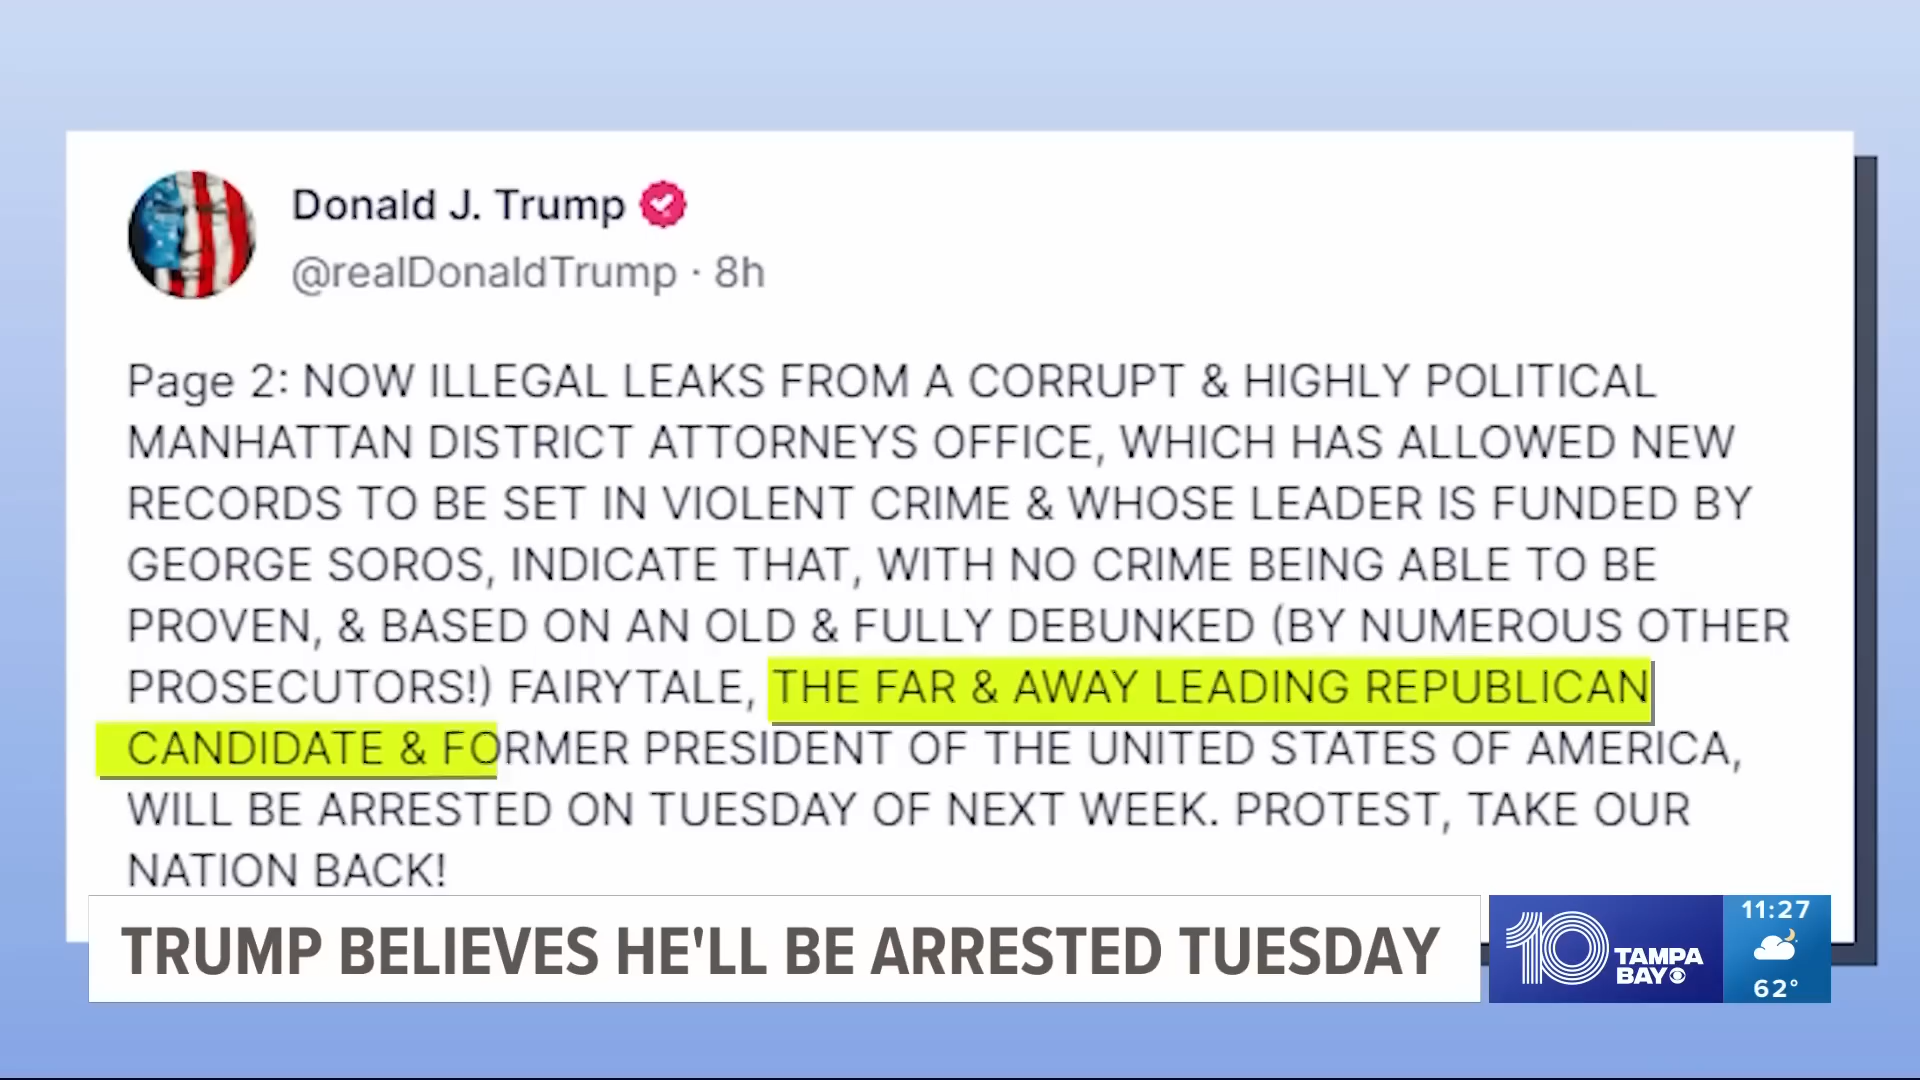 Donald J. Trump
@realDonaldTrump · 8h
Page 2: NOW ILLEGAL LEAKS FROM A CORRUPT & HIGHLY POLITICAL
MANHATTAN DISTRICT ATTORNEYS OFFICE, WHICH HAS ALLOWED NEW
RECORDS TO BE SET IN VIOLENT CRIME & WHOSE LEADER IS FUNDED BY
GEORGE SOROS, INDICATE THAT, WITH NO CRIME BEING ABLE TO BE
PROVEN, & BASED ON AN OLD & FULLY DEBUNKED (BY NUMEROUS OTHER
PROSECUTORS!) FAIRYTALE, THE FAR & AWAY LEADING REPUBLICAN
CANDIDATE & FORMER PRESIDENT OF THE UNITED STATES OF AMERICA,
WILL BE ARRESTED ON TUESDAY OF NEXT WEEK. PROTEST, TAKE OUR
NATION BACK!
TRUMP BELIEVES HE'LL BE ARRESTED TUESDAY
10 TAMPA
BAY
11:27
62°